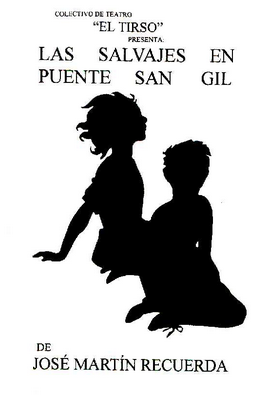 COLECTIVO DE TEATRO
"EL TIRSO"
PRESENTA:
LAS SALVAJES EN
PUENTE SAN GIL
DE
JOSÉ MARTÍN RECUERDA